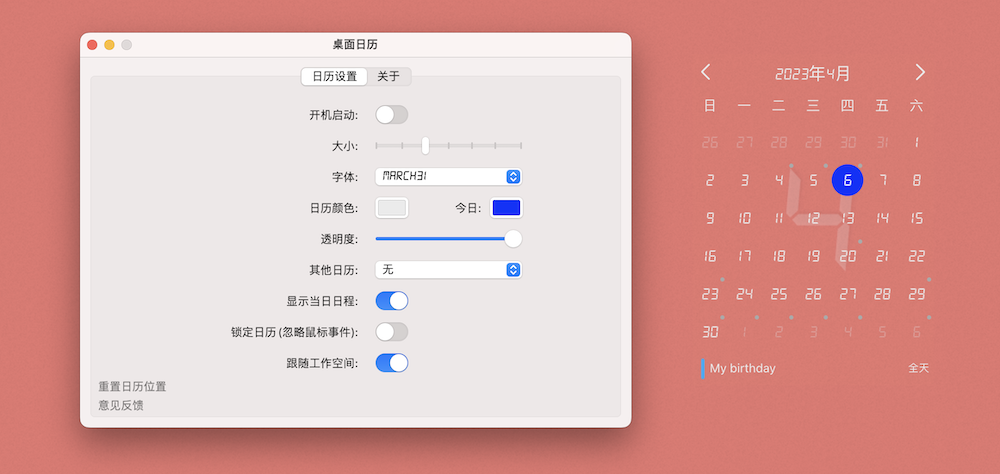 桌面日历
日历设置 关于
开机启动:
大小:
字体: MARCH31
日历颜色: 今日:
透明度:
其他日历: 无
显示当日日程:
锁定日历 (忽略鼠标事件):
跟随工作空间:
重置日历位置
意见反馈
2023年4月
日 一 二 三 四 五 六
26 27 28 29 30 31 1
2 3 4 5 6 7 8
4
9 10 11 12 13 14 15
16 17 18 19 20 21 22
23 24 25 26 27 28 29
30 1 2 3 4 5 6
My birthday 全天